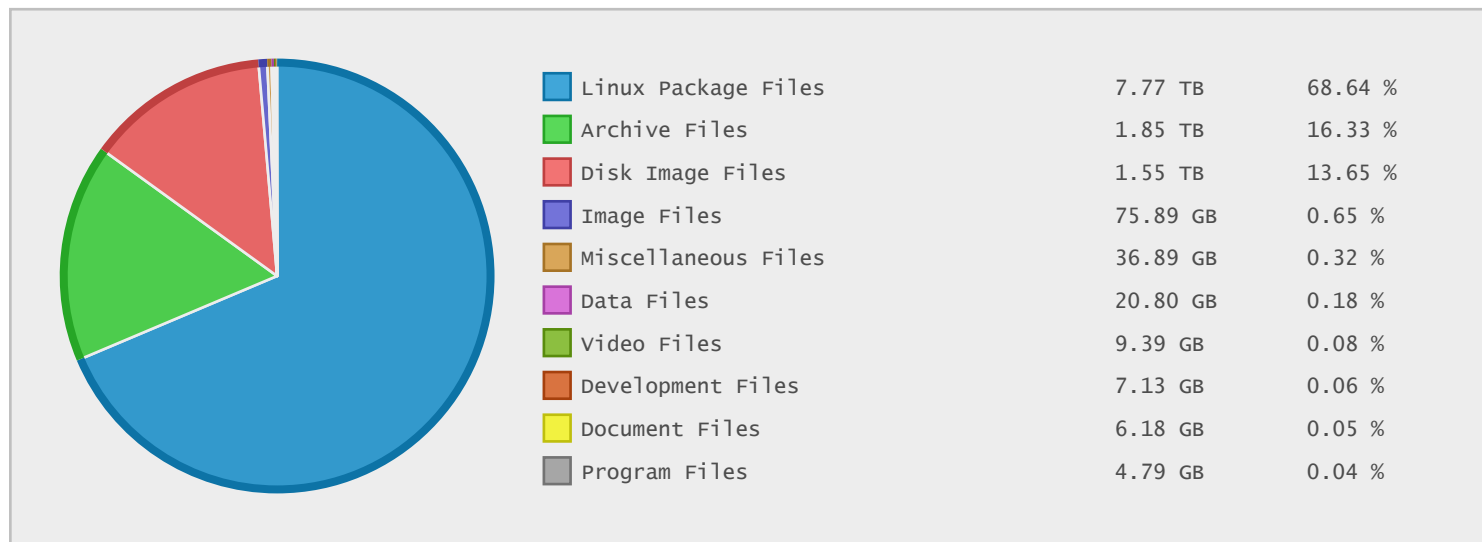 Linux Package Files 7.77 TB 68.64 %
Archive Files 1.85 TB 16.33 %
Disk Image Files 1.55 TB 13.65 %
Image Files 75.89 GB 0.65 %
Miscellaneous Files 36.89 GB 0.32 %
Data Files 20.80 GB 0.18 %
Video Files 9.39 GB 0.08 %
Development Files 7.13 GB 0.06 %
Document Files 6.18 GB 0.05 %
Program Files 4.79 GB 0.04 %